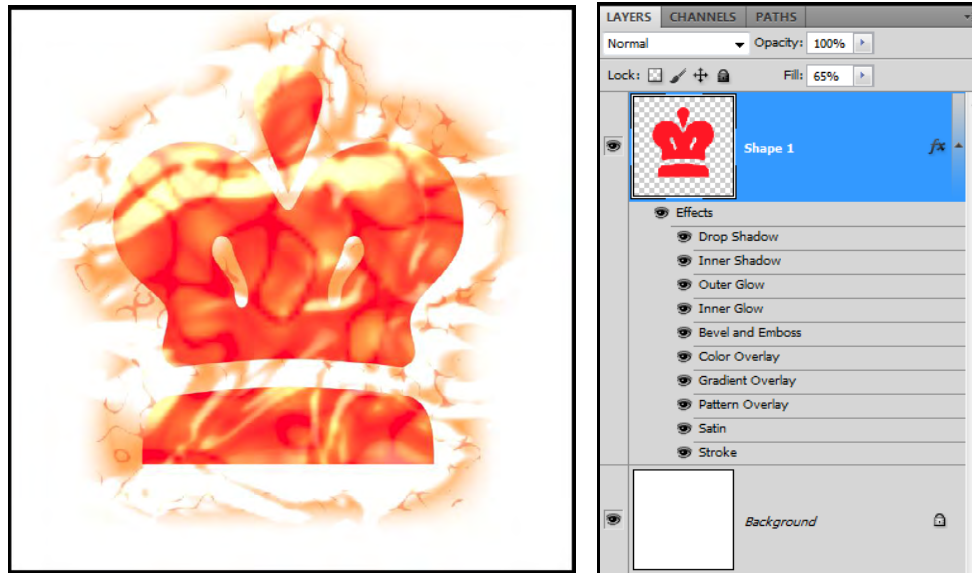 LAYERS CHANNELS PATHS
Normal Opacity: 100%
Lock: Fill: 65%
Shape 1 fx
Effects
Drop Shadow
Inner Shadow
Outer Glow
Inner Glow
Bevel and Emboss
Color Overlay
Gradient Overlay
Pattern Overlay
Satin
Stroke
Background